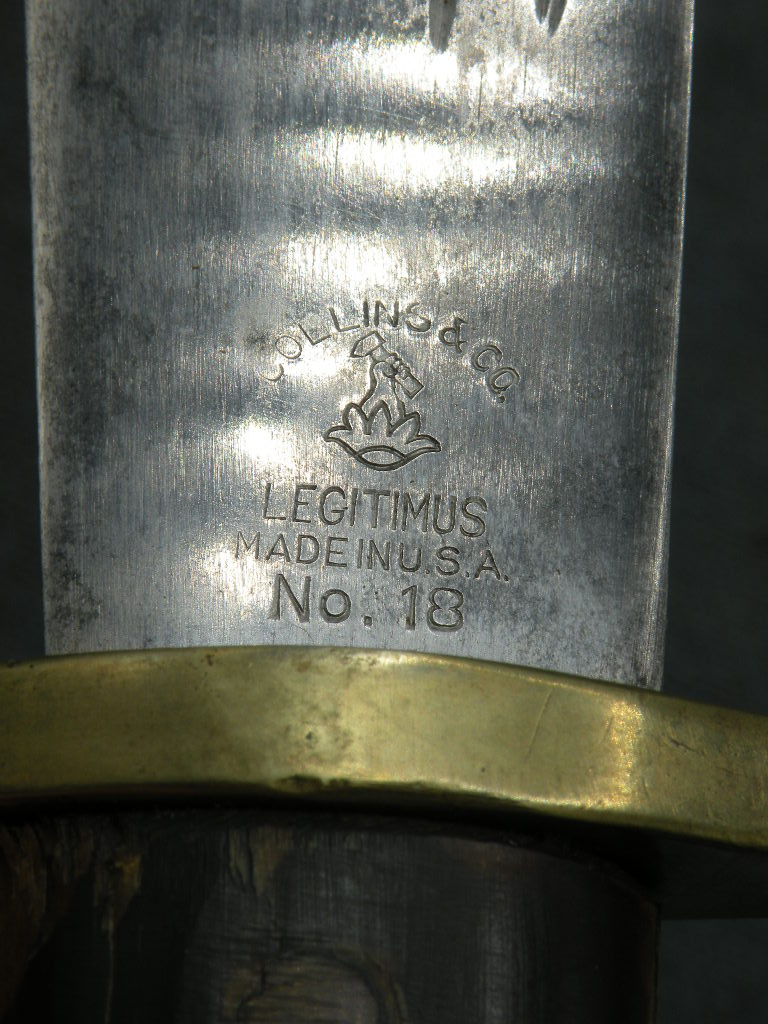 COLLINS & CO.
LEGITIMUS
MADE IN U.S.A.
No. 18